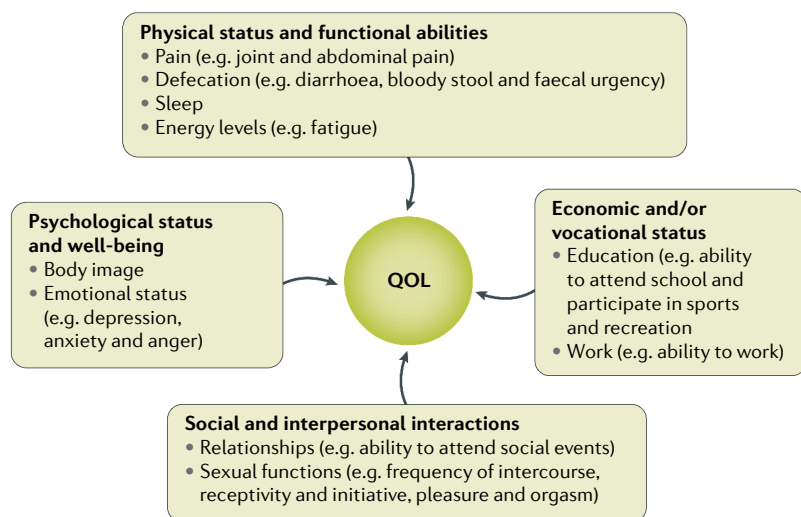 Physical status and functional abilities
• Pain (e.g. joint and abdominal pain)
• Defecation (e.g. diarrhoea, bloody stool and faecal urgency)
• Sleep
• Energy levels (e.g. fatigue)
Psychological status
and well-being
• Body image
• Emotional status
(e.g. depression,
anxiety and anger)
QOL
Economic and/or
vocational status
• Education (e.g. ability
to attend school and
participate in sports
and recreation
• Work (e.g. ability to work)
Social and interpersonal interactions
• Relationships (e.g. ability to attend social events)
• Sexual functions (e.g. frequency of intercourse,
receptivity and initiative, pleasure and orgasm)